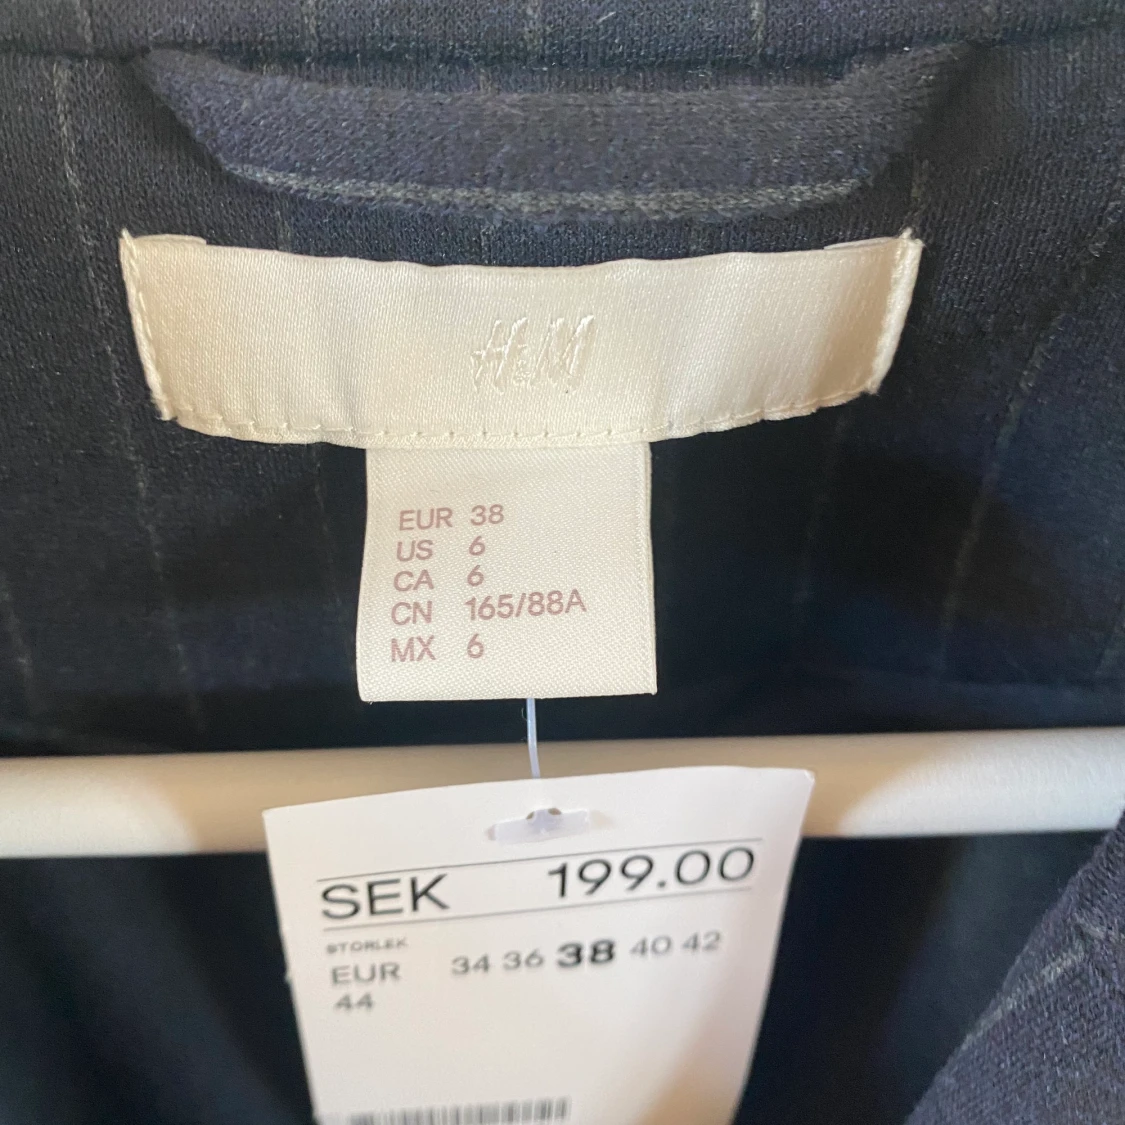 H&M
EUR 38
US 6
CA 6
CN 165/88A
MX 6
SEK 199.00
STORLEK
EUR 34 36 38 40 42
44